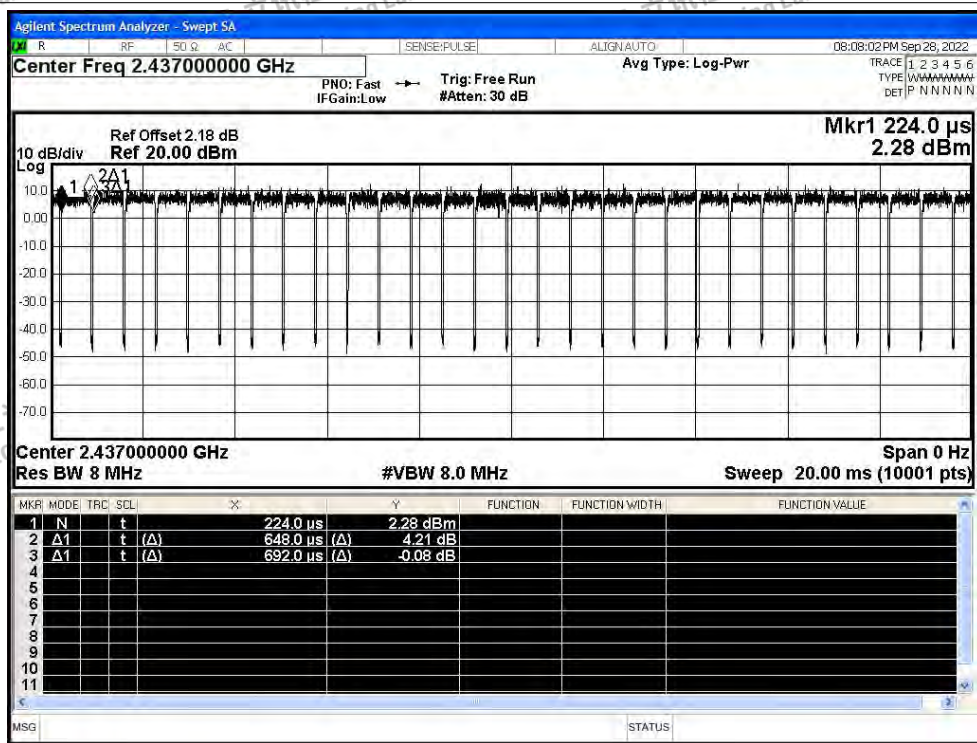 Agilent Spectrum Analyzer - Swept SA
R RF 50 Ω AC SENSE:PULSE ALIGN AUTO 08:08:02 PM Sep 28, 2022
Center Freq 2.437000000 GHz Avg Type: Log-Pwr TRACE 1 2 3 4 5 6
PNO: Fast Trig: Free Run TYPE
IFGain:Low #Atten: 30 dB DET P N N N N N
Mkr1 224.0 µs
Ref Offset 2.18 dB
10 dB/div Ref 20.00 dBm 2.28 dBm
Log
1 2Δ1
3Δ1
10.0
0.00
-10.0
-20.0
-30.0
-40.0
-50.0
-60.0
-70.0
Center 2.437000000 GHz Span 0 Hz
Res BW 8 MHz #VBW 8.0 MHz Sweep 20.00 ms (10001 pts)
MKR MODE TRC SCL X Y FUNCTION FUNCTION WIDTH FUNCTION VALUE
1 N t 224.0 µs 2.28 dBm
2 Δ1 t (Δ) 648.0 µs (Δ) 4.21 dB
3 Δ1 t (Δ) 692.0 µs (Δ) -0.08 dB
4
5
6
7
8
9
10
11
MSG STATUS